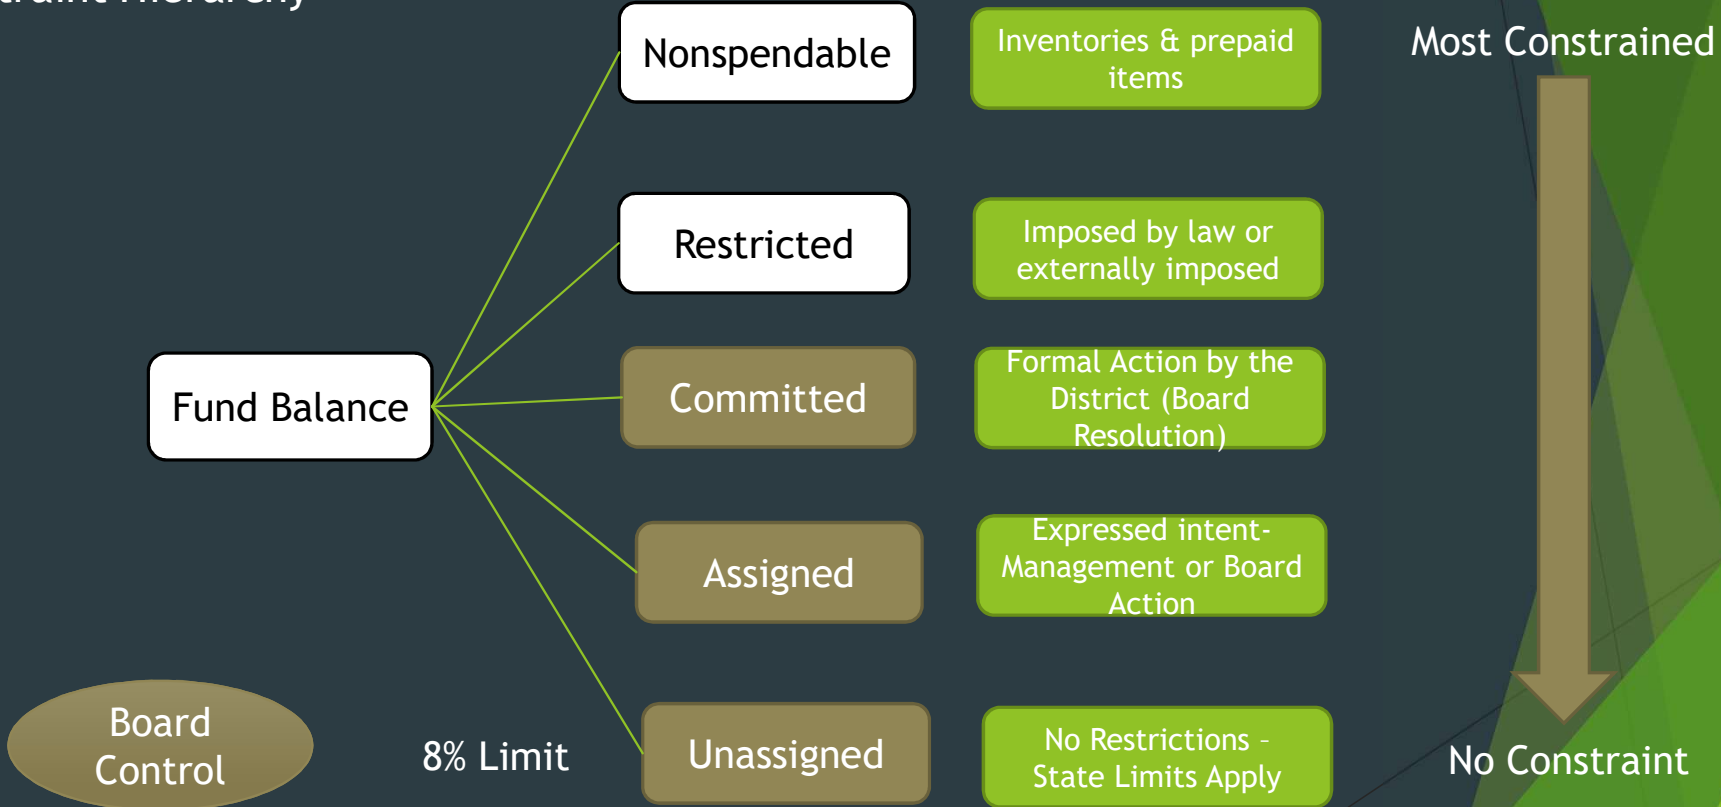 Hierarchy
Nonspendable
Inventories & prepaid
items
Most Constrained
Restricted
Imposed by law or
externally imposed
Fund Balance
Committed
Formal Action by the
District (Board
Resolution)
Assigned
Expressed intent-
Management or Board
Action
Board
Control
8% Limit
Unassigned
No Restrictions –
State Limits Apply
No Constraint